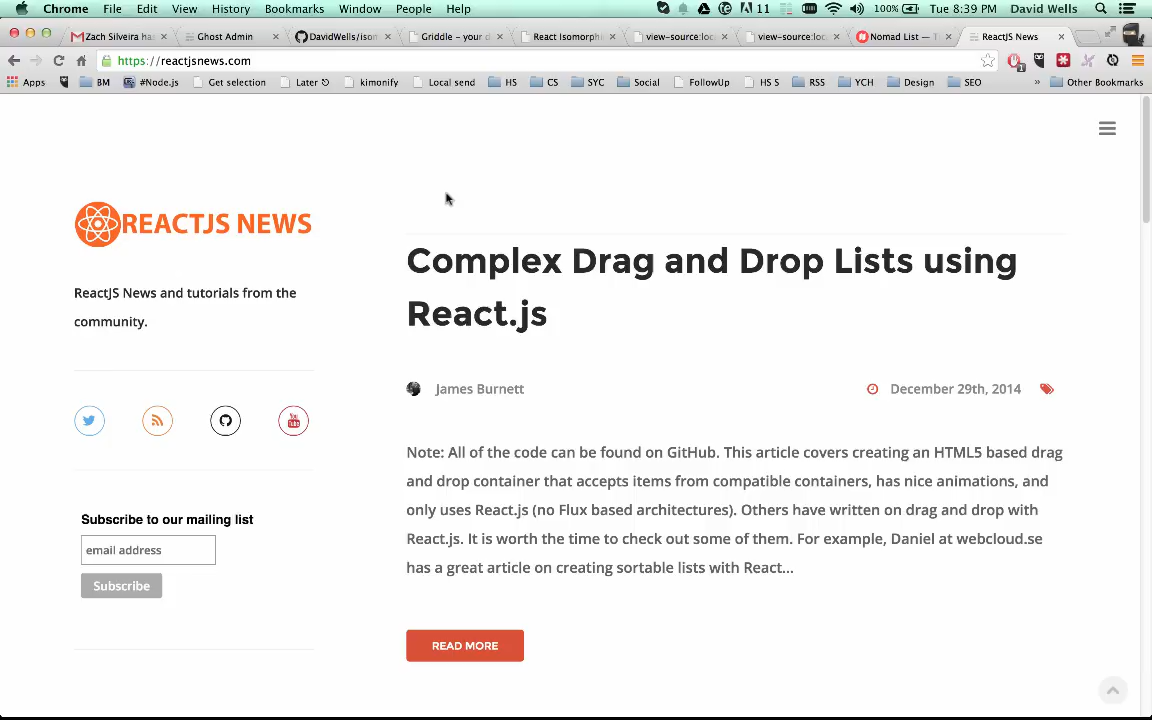 Chrome File Edit View History Bookmarks Window People Help 11 100% Tue 8:39 PM David Wells
Zach Silveira ha Ghost Admin DavidWells/ison Griddle - your d React Isomorphi view-source:loc view-source:loc Nomad List — T ReactJS News
https://reactjsnews.com
Apps BM #Node.js Get selection Later kimonify Local send HS CS SYC Social FollowUp HS S RSS YCH Design SEO » Other Bookmarks
REACTJS NEWS
ReactJS News and tutorials from the
community.
Subscribe to our mailing list
email address
Subscribe
Complex Drag and Drop Lists using
React.js
James Burnett December 29th, 2014
Note: All of the code can be found on GitHub. This article covers creating an HTML5 based drag
and drop container that accepts items from compatible containers, has nice animations, and
only uses React.js (no Flux based architectures). Others have written on drag and drop with
React.js. It is worth the time to check out some of them. For example, Daniel at webcloud.se
has a great article on creating sortable lists with React...
READ MORE